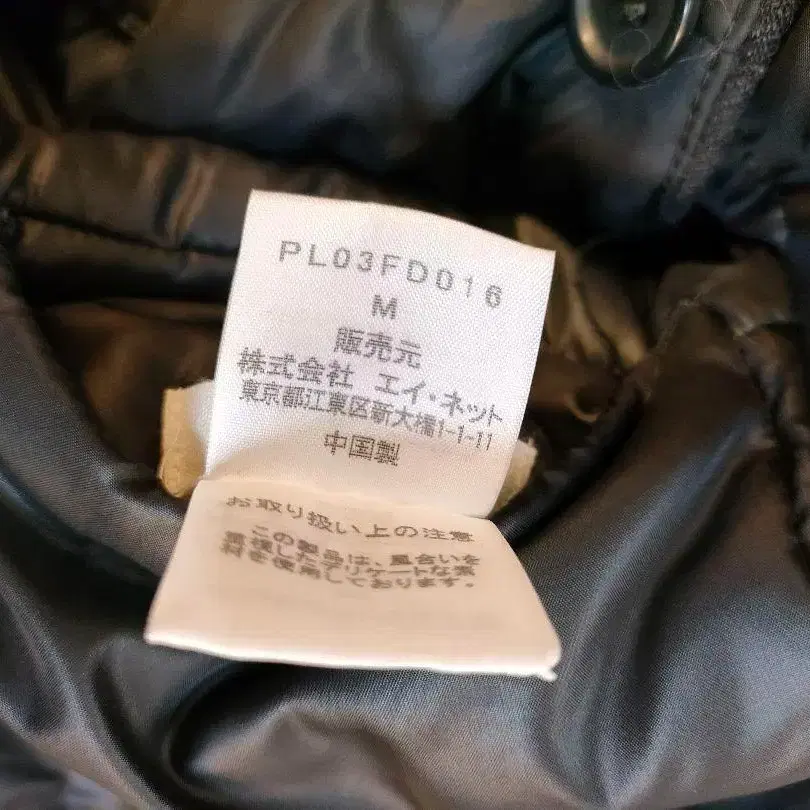 PL03FD016
M
販売元
株式会社 エイ・ネット
東京都江東区新大橋1-1-11
中国製
お取り扱い上の注意
この製品は、風合いを
重視したデリケートな素
材を使用しております。